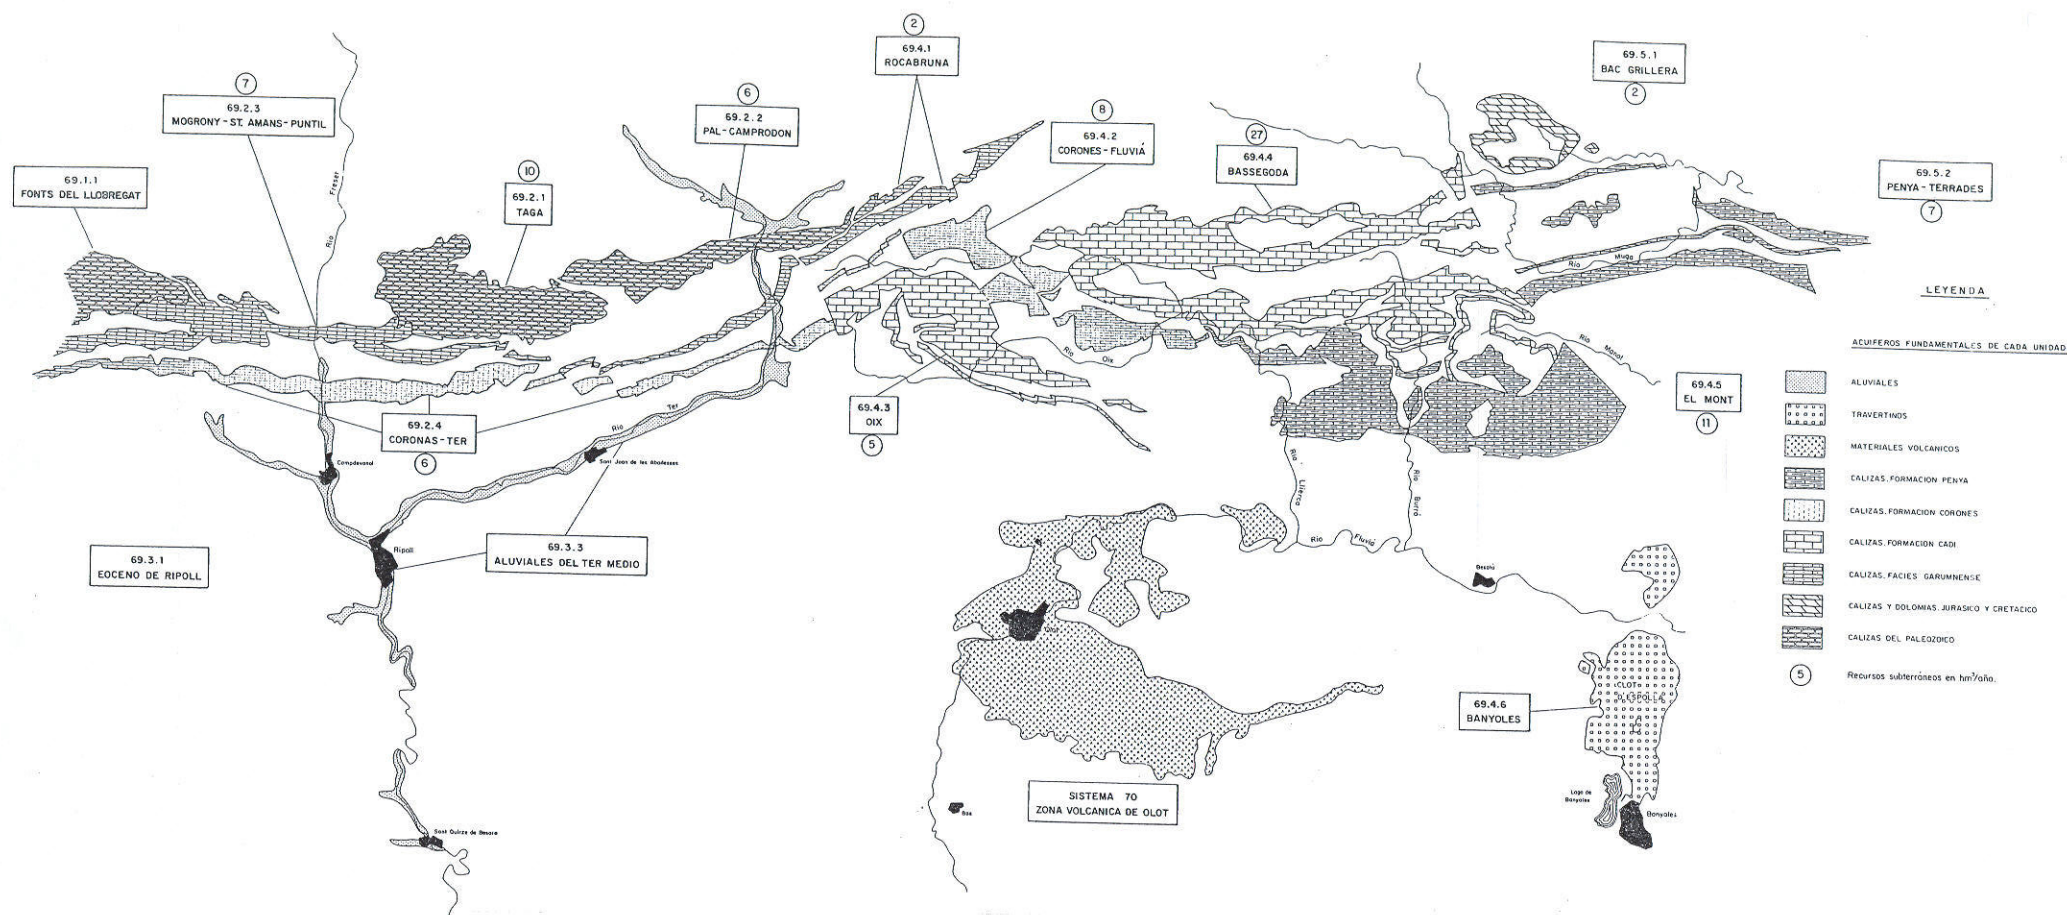 2
69.4.1
ROCABRUNA
69.5.1
BAC GRILLERA
2
7
69.2.3
MOGRONY-ST. AMANS-PUNTIL
6
69.2.2
PAL-CAMPRODON
8
69.4.2
CORONES-FLUVIÁ
27
69.4.4
BASSEGODA
69.1.1
FONTS DEL LLOBREGAT
10
69.2.1
TAGA
69.5.2
PENYA-TERRADES
7
Rio Freser
Rio Muga
LEYENDA
ACUIFEROS FUNDAMENTALES DE CADA UNIDAD
ALUVIALES
TRAVERTINOS
MATERIALES VOLCANICOS
CALIZAS. FORMACION PENYA
CALIZAS. FORMACION CORONES
CALIZAS. FORMACION CADI
CALIZAS. FACIES GARUMNENSE
CALIZAS Y DOLOMIAS. JURASICO Y CRETACICO
CALIZAS DEL PALEOZOICO
5
Recursos subterráneos en hm³/año.
Rio Manol
Rio Oix
69.4.5
EL MONT
11
69.4.3
OIX
5
69.2.4
CORONAS-TER
6
Rio Ter
Campdevanol
Sant Joan de les Abadesses
Rio Llierca
Rio Burró
Rio Fluviá
69.3.1
EOCENO DE RIPOLL
Ripoll
69.3.3
ALUVIALES DEL TER MEDIO
Besalú
Olot
CLOT
D'ESPOLLA
69.4.6
BANYOLES
SISTEMA 70
ZONA VOLCANICA DE OLOT
Bas
Lago de
Banyoles
Banyoles
Sant Quirze de Besora